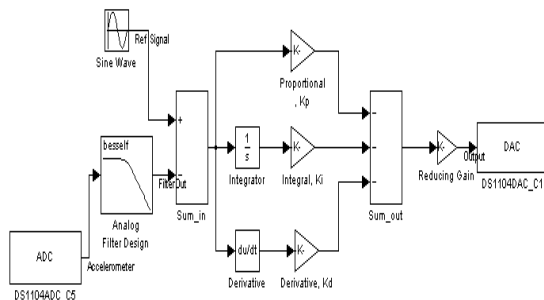 Ref Signal
Sine Wave
K-
Proportional
, Kp
besself
FilterOut
Analog
Filter Design
+
−
Sum_in
1
s
Integrator
K-
Integral, Ki
−
−
−
Sum_out
K-
Reducing Gain
Output
DAC
DS1104DAC_C1
ADC
DS1104ADC_C5
Accelerometer
du/dt
Derivative
K-
Derivative, Kd